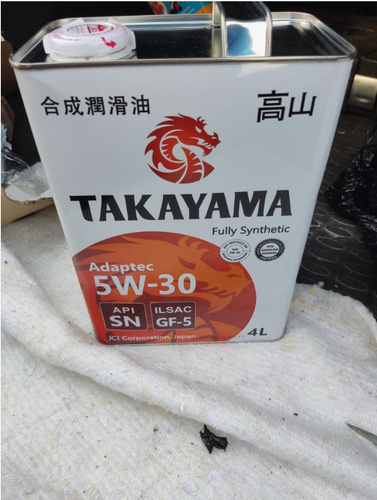 合成潤滑油
高山
TAKAYAMA
Fully Synthetic
Adaptec
5W-30
API
SN
ILSAC
GF-5
JCI Corporation, Japan
4L